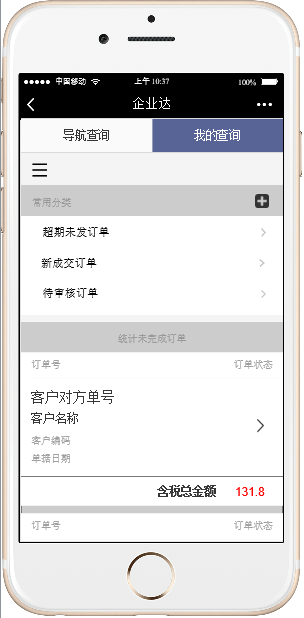 中国移动 上午 10:37 100%
企业达
导航查询 我的查询
常用分类
超期未发订单
新成交订单
待审核订单
统计未完成订单
订单号 订单状态
客户对方单号
客户名称
客户编码
单据日期
含税总金额 131.8
订单号 订单状态